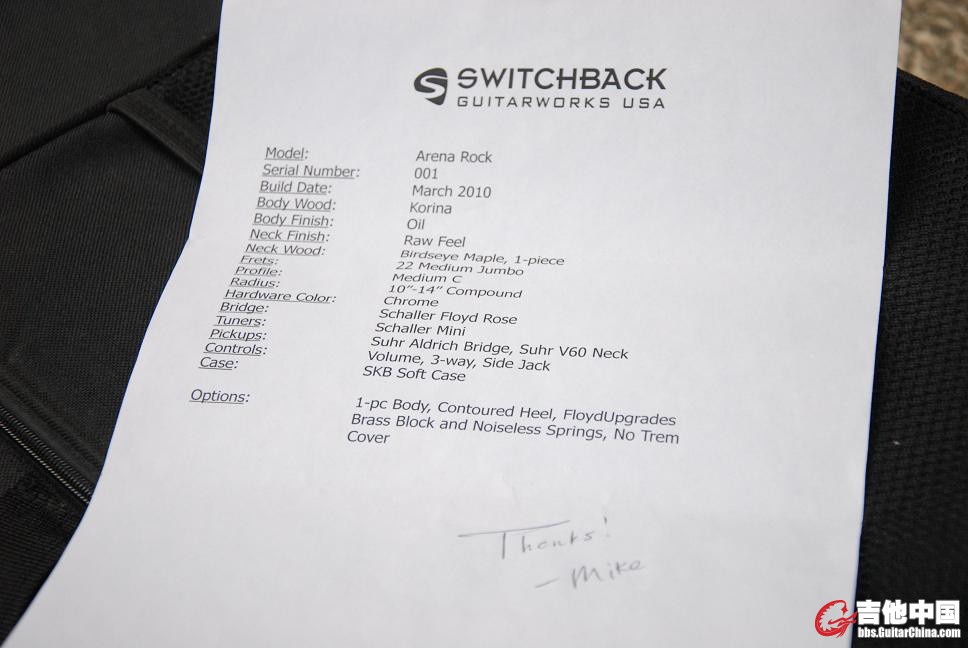 SWITCHBACK
GUITARWORKS USA
Model: Arena Rock
Serial Number: 001
Build Date: March 2010
Body Wood: Korina
Body Finish: Oil
Neck Finish: Raw Feel
Neck Wood: Birdseye Maple, 1-piece
Frets: 22 Medium Jumbo
Profile: Medium C
Radius: 10”-14” Compound
Hardware Color: Chrome
Bridge: Schaller Floyd Rose
Tuners: Schaller Mini
Pickups: Suhr Aldrich Bridge, Suhr V60 Neck
Controls: Volume, 3-way, Side Jack
Case: SKB Soft Case
Options: 1-pc Body, Contoured Heel, FloydUpgrades
Brass Block and Noiseless Springs, No Trem
Cover
Thanks!
- Mike
吉他中国
bbs.GuitarChina.com